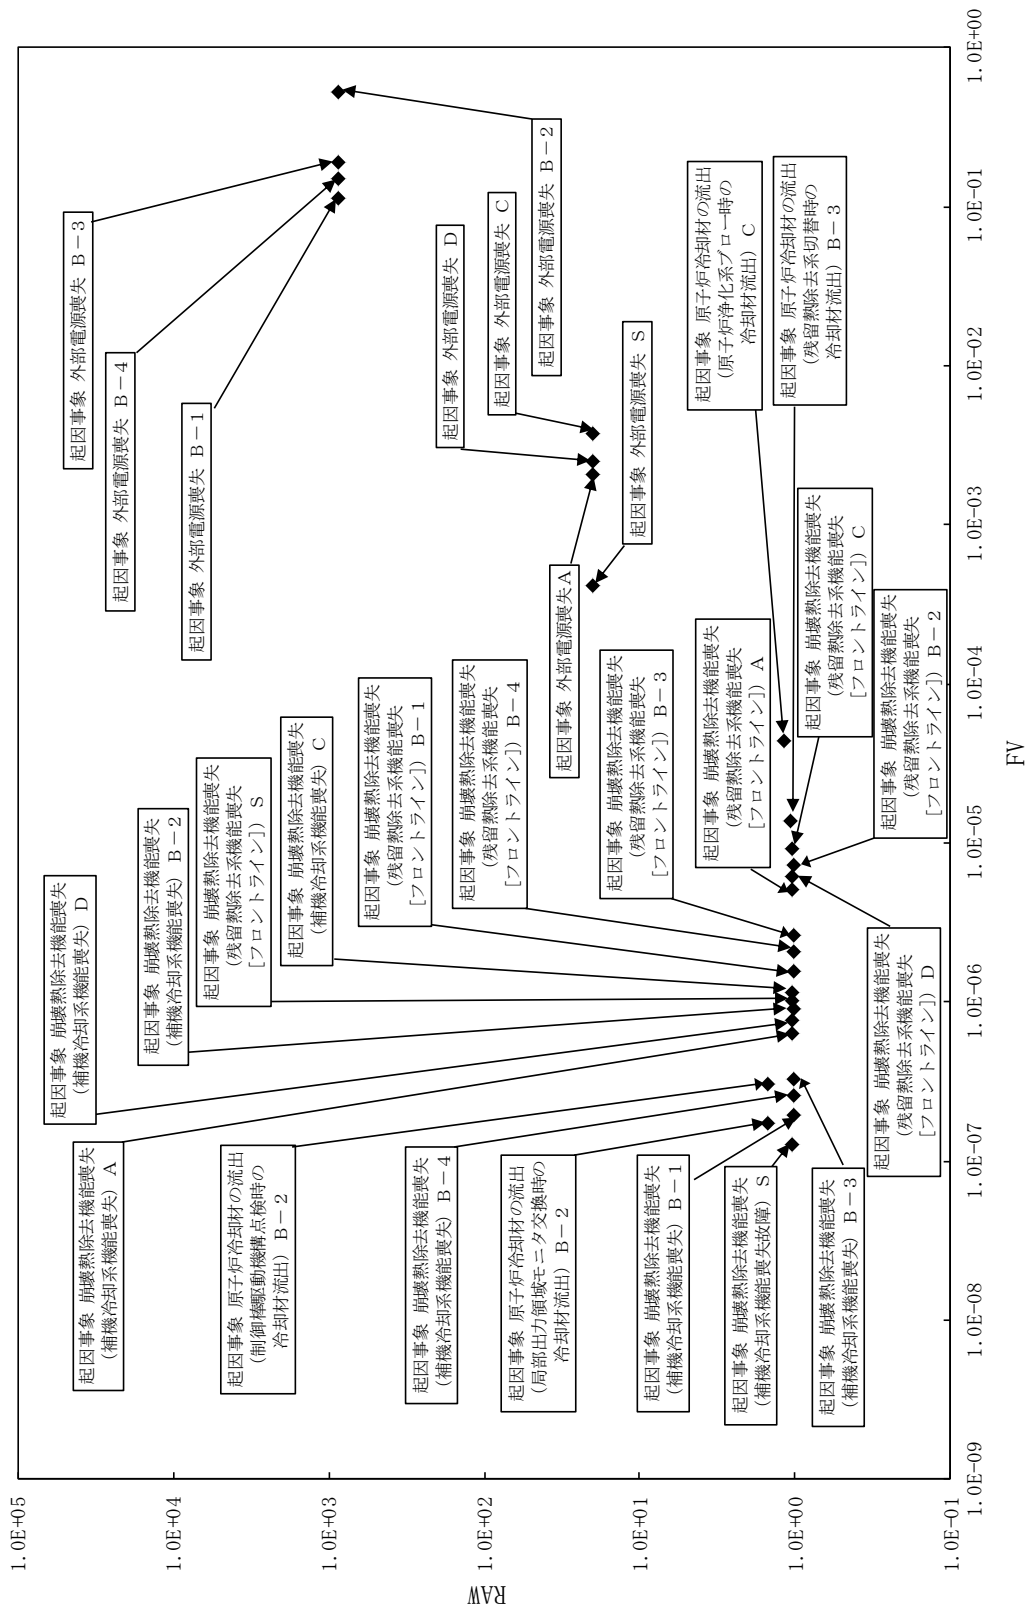 1.0E+05
1.0E+04
1.0E+03
1.0E+02
1.0E+01
1.0E+00
1.0E-01
RAW
1.0E-09
1.0E-08
1.0E-07
1.0E-06
1.0E-05
1.0E-04
1.0E-03
1.0E-02
1.0E-01
1.0E+00
FV
起因事象 崩壊熱除去機能喪失
(補機冷却系機能喪失) D
起因事象 崩壊熱除去機能喪失
(補機冷却系機能喪失) A
起因事象 崩壊熱除去機能喪失
(補機冷却系機能喪失) B-2
起因事象 崩壊熱除去機能喪失
(残留熱除去系機能喪失
[フロントライン]) S
起因事象 原子炉冷却材の流出
(制御棒駆動機構点検時の
冷却材流出) B-2
起因事象 崩壊熱除去機能喪失
(補機冷却系機能喪失) C
起因事象 崩壊熱除去機能喪失
(残留熱除去系機能喪失
[フロントライン]) B-1
起因事象 崩壊熱除去機能喪失
(補機冷却系機能喪失) B-4
起因事象 崩壊熱除去機能喪失
(残留熱除去系機能喪失
[フロントライン]) B-4
起因事象 原子炉冷却材の流出
(局部出力領域モニタ交換時の
冷却材流出) B-2
起因事象 崩壊熱除去機能喪失
(残留熱除去系機能喪失
[フロントライン]) B-3
起因事象 崩壊熱除去機能喪失
(補機冷却系機能喪失) B-1
起因事象 崩壊熱除去機能喪失
(残留熱除去系機能喪失
[フロントライン]) A
起因事象 崩壊熱除去機能喪失
(補機冷却系機能喪失故障) S
起因事象 崩壊熱除去機能喪失
(補機冷却系機能喪失) B-3
起因事象 崩壊熱除去機能喪失
(残留熱除去系機能喪失
[フロントライン]) D
起因事象 崩壊熱除去機能喪失
(残留熱除去系機能喪失
[フロントライン]) C
起因事象 崩壊熱除去機能喪失
(残留熱除去系機能喪失
[フロントライン]) B-2
起因事象 外部電源喪失 B-3
起因事象 外部電源喪失 B-4
起因事象 外部電源喪失 B-1
起因事象 外部電源喪失 D
起因事象 外部電源喪失 C
起因事象 外部電源喪失 B-2
起因事象 外部電源喪失A
起因事象 外部電源喪失 S
起因事象 原子炉冷却材の流出
(原子炉浄化系ブロー時の
冷却材流出) C
起因事象 原子炉冷却材の流出
(残留熱除去系切替時の
冷却材流出) B-3